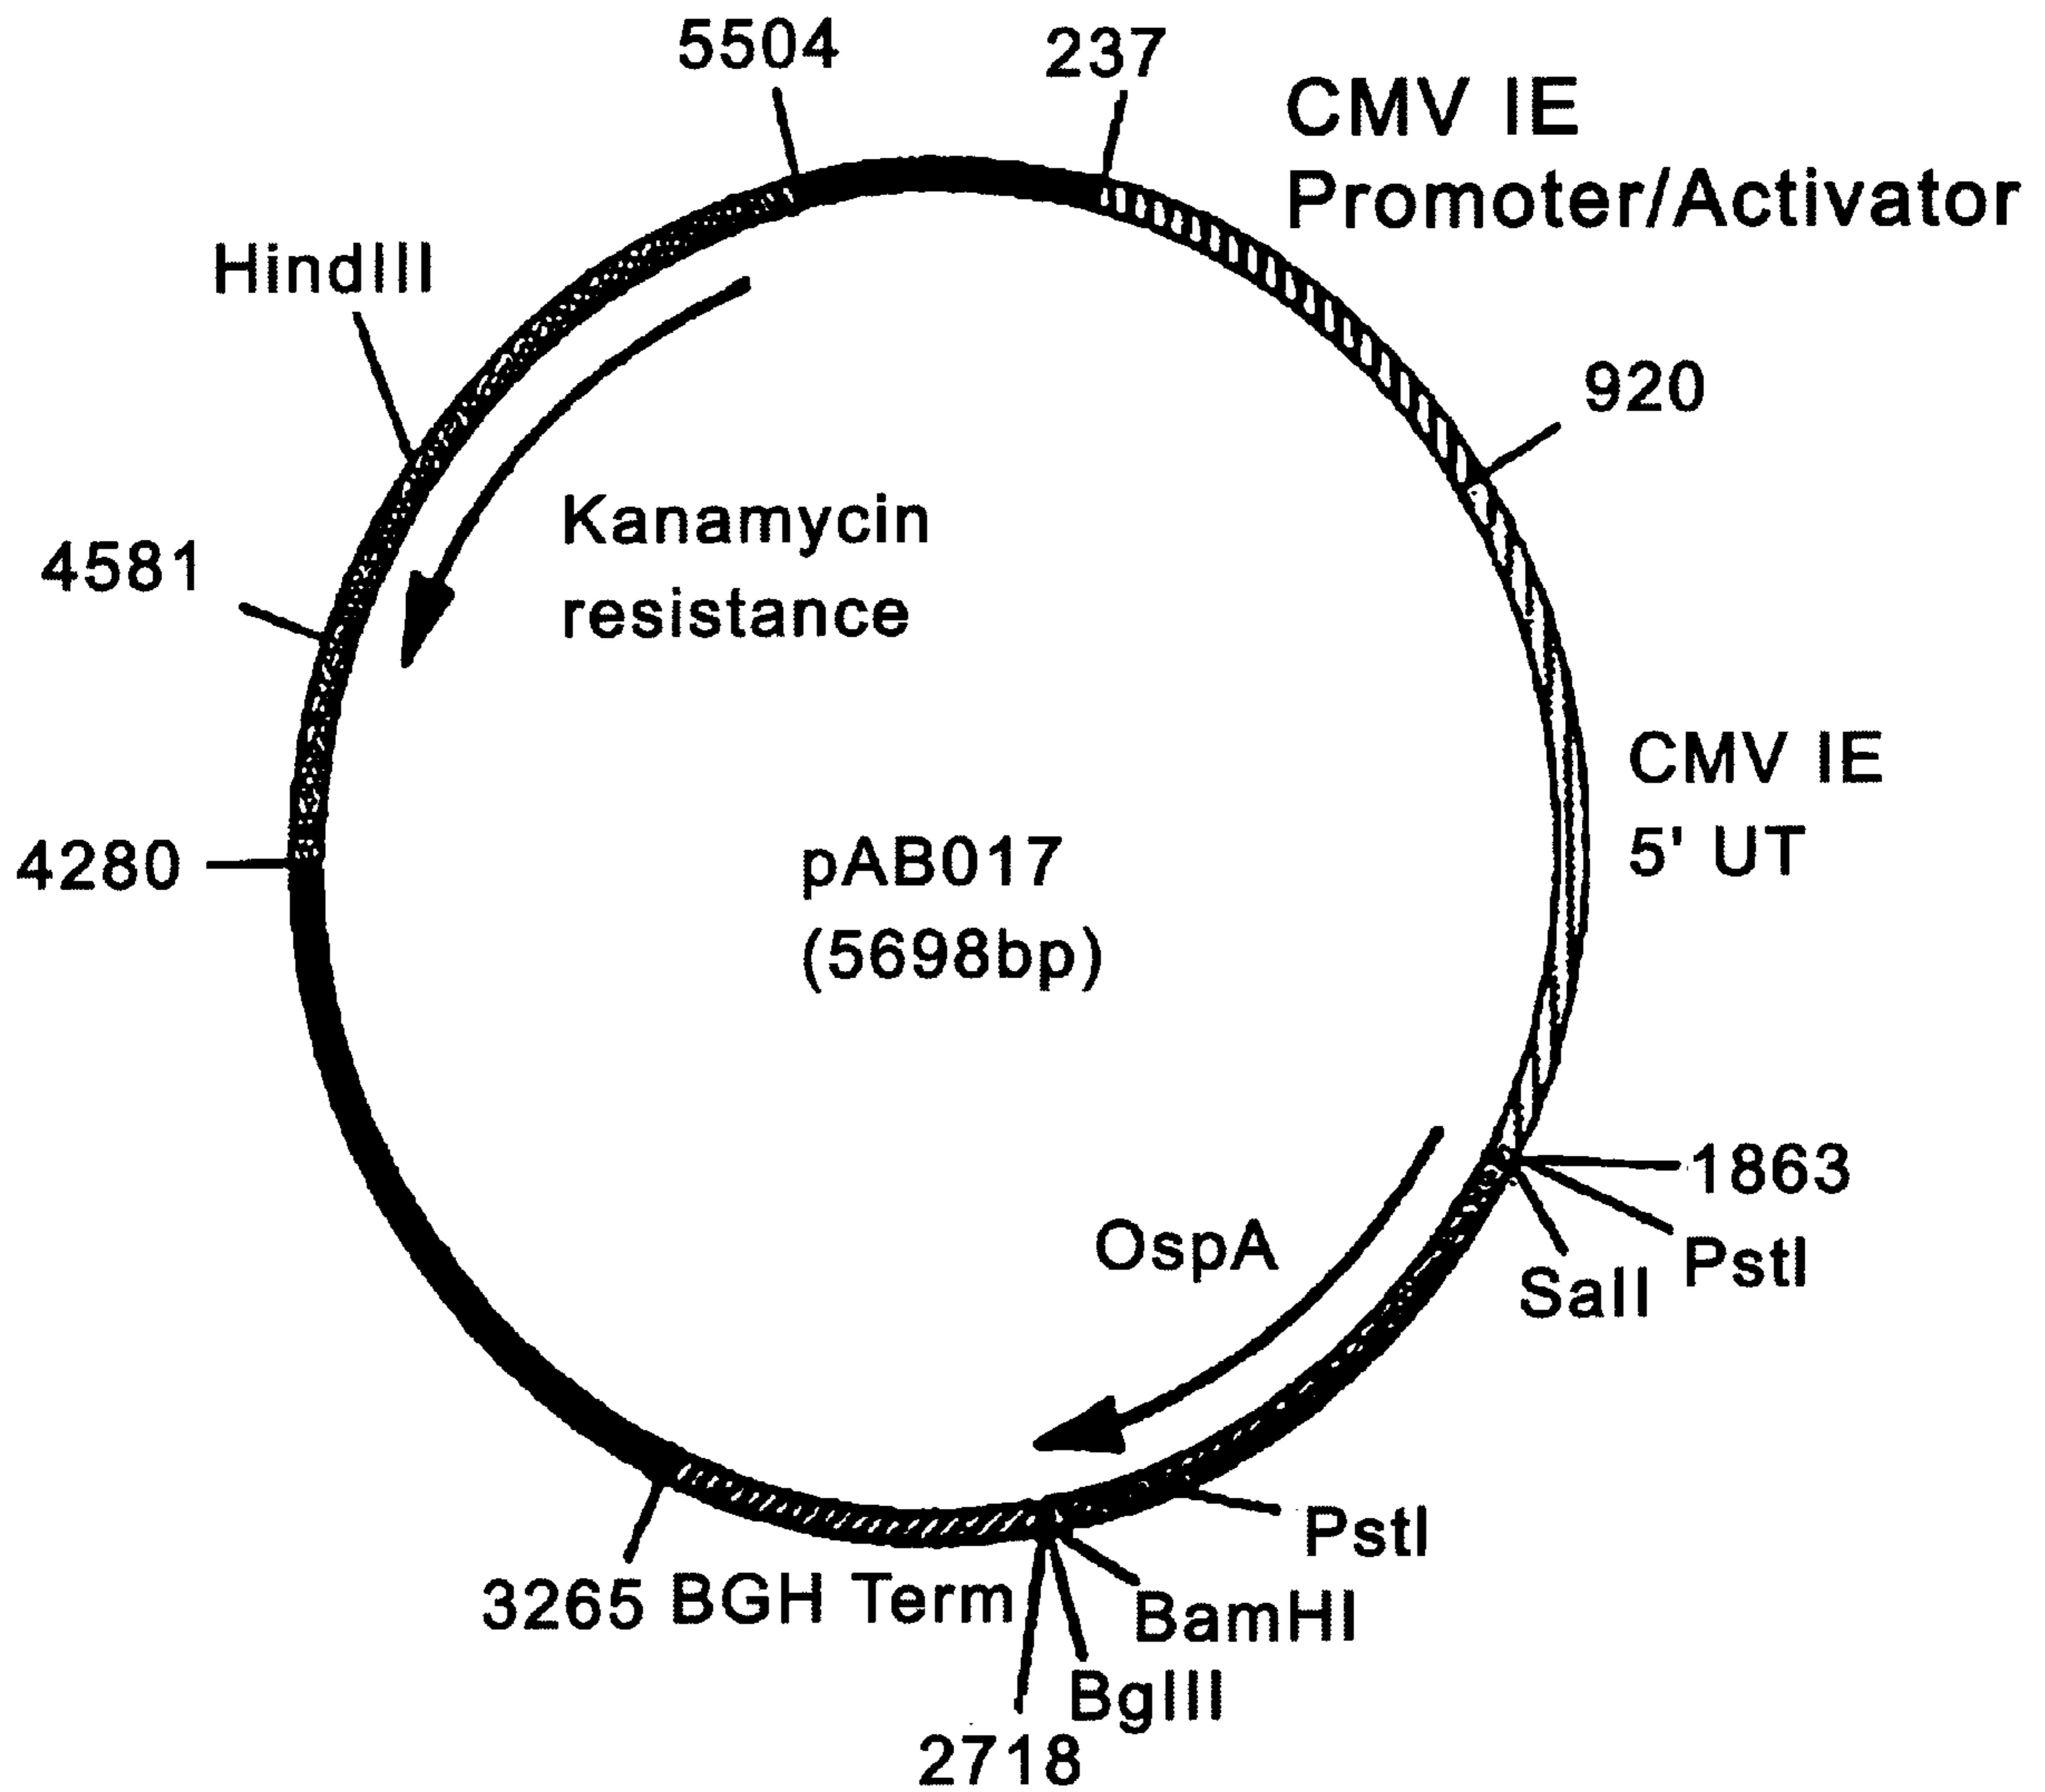 5504
237
CMV IE
Promoter/Activator
HindIII
920
Kanamycin
resistance
4581
CMV IE
5' UT
4280
pAB017
(5698bp)
1863
PstI
SalI
OspA
PstI
BamHI
BglII
2718
BGH Term
3265